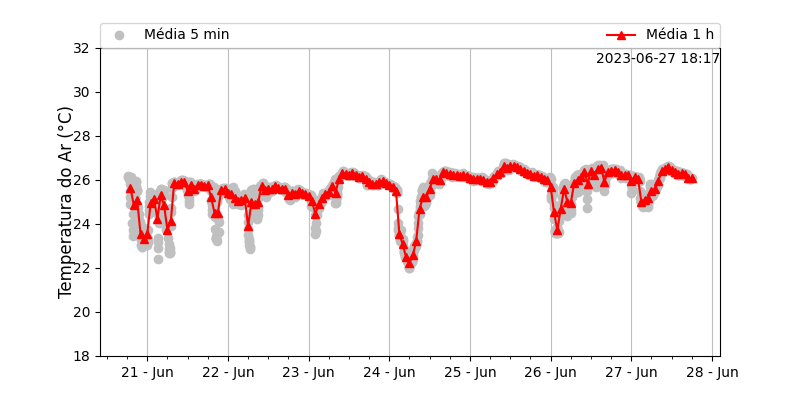 Média 5 min
Média 1 h
2023-06-27 18:17
Temperatura do Ar (°C)
32
30
28
26
24
22
20
18
21 - Jun
22 - Jun
23 - Jun
24 - Jun
25 - Jun
26 - Jun
27 - Jun
28 - Jun